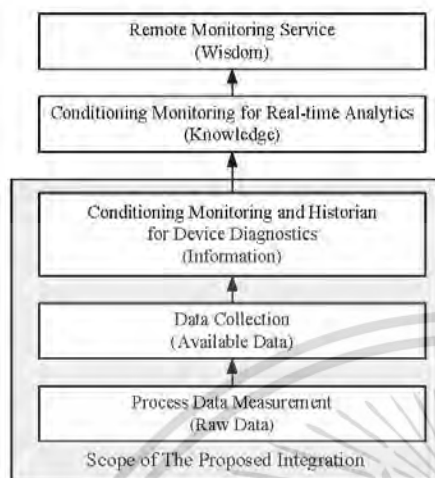 Remote Monitoring Service
(Wisdom)
Conditioning Monitoring for Real-time Analytics
(Knowledge)
Conditioning Monitoring and Historian
for Device Diagnostics
(Information)
Data Collection
(Available Data)
Process Data Measurement
(Raw Data)
Scope of The Proposed Integration